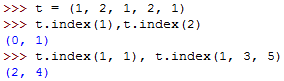 >>> t = (1, 2, 1, 2, 1)
>>> t.index(1),t.index(2)
(0, 1)
>>> t.index(1, 1), t.index(1, 3, 5)
(2, 4)